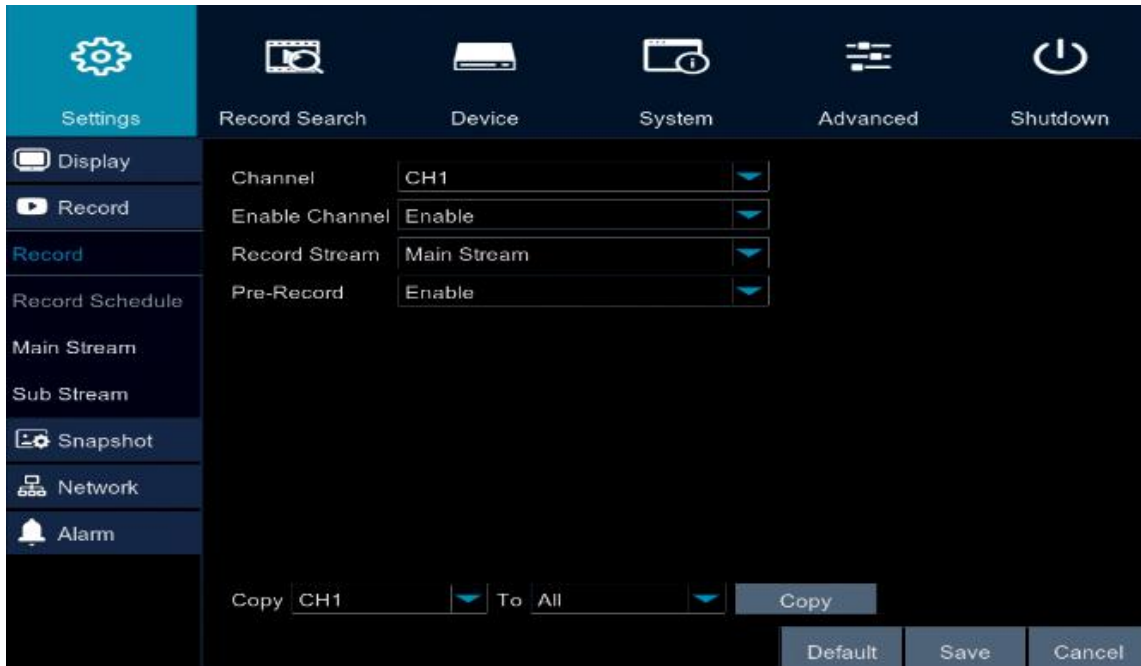 Settings Record Search Device System Advanced Shutdown
Display
Record
Record
Record Schedule
Main Stream
Sub Stream
Snapshot
Network
Alarm
Channel CH1
Enable Channel Enable
Record Stream Main Stream
Pre-Record Enable
Copy CH1 To All Copy
Default Save Cancel